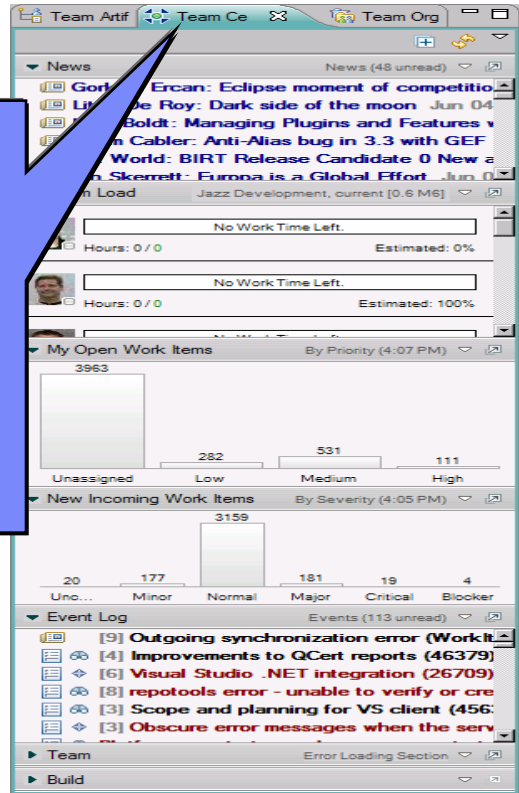 Team Artif Team Ce Team Org
News News (48 unread)
Ercan: Eclipse moment of competitio
De Roy: Dark side of the moon Jun 04
Boldt: Managing Plugins and Features
Cabler: Anti-Alias bug in 3.3 with GEF
World: BIRT Release Candidate 0 New a
Skerrett: Europa is a Global Effort Jun 0
Load Jazz Development, current [0.6 M6]
No Work Time Left.
Hours: 0 / 0 Estimated: 0%
No Work Time Left.
Hours: 0 / 0 Estimated: 100%
My Open Work Items By Priority (4:07 PM)
3963 282 531 111
Unassigned Low Medium High
New Incoming Work Items By Severity (4:05 PM)
20 177 3159 181 19 4
Unc... Minor Normal Major Critical Blocker
Event Log Events (113 unread)
[9] Outgoing synchronization error (WorkIt
[4] Improvements to QCert reports (46379)
[6] Visual Studio .NET integration (26709)
[8] repotools error - unable to verify or cre
[3] Scope and planning for VS client (456
[3] Obscure error messages when the serv
Team Error Loading Section
Build